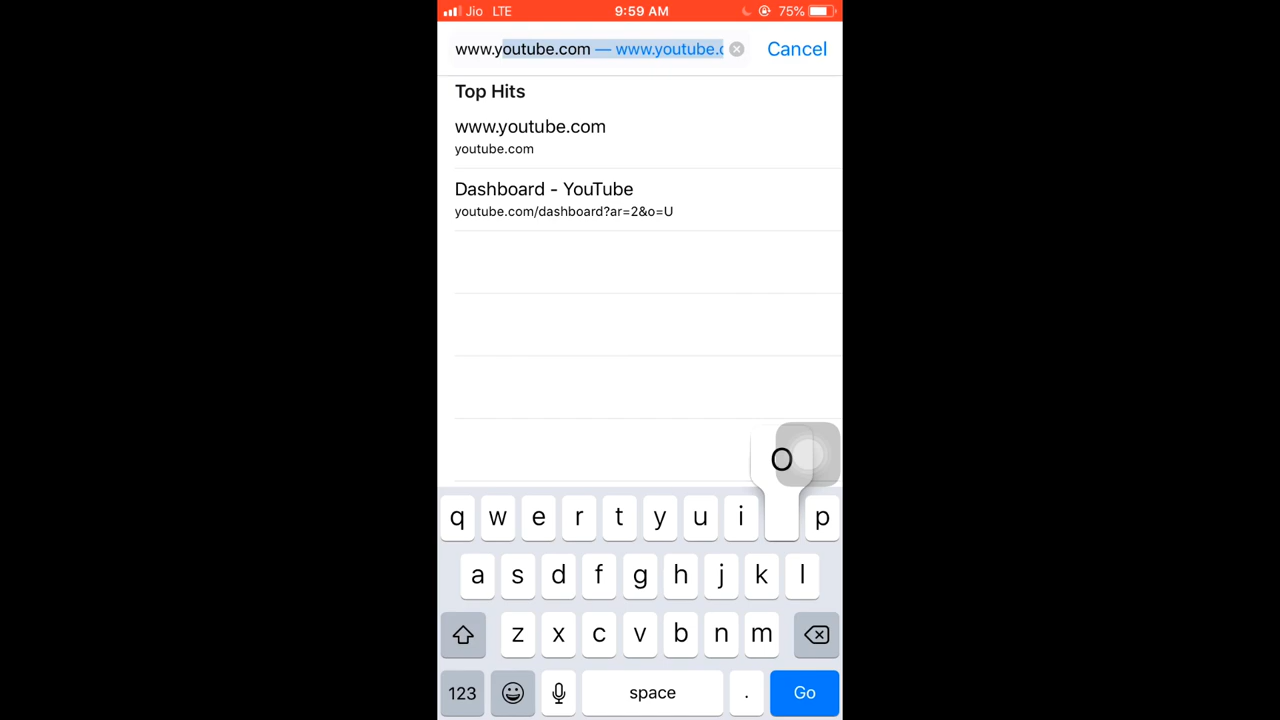 Jio LTE 9:59 AM 75%
www.youtube.com — www.youtube.c Cancel
Top Hits
www.youtube.com
youtube.com
Dashboard - YouTube
youtube.com/dashboard?ar=2&o=U
O
q w e r t y u i p
a s d f g h j k l
z x c v b n m
123 space . Go